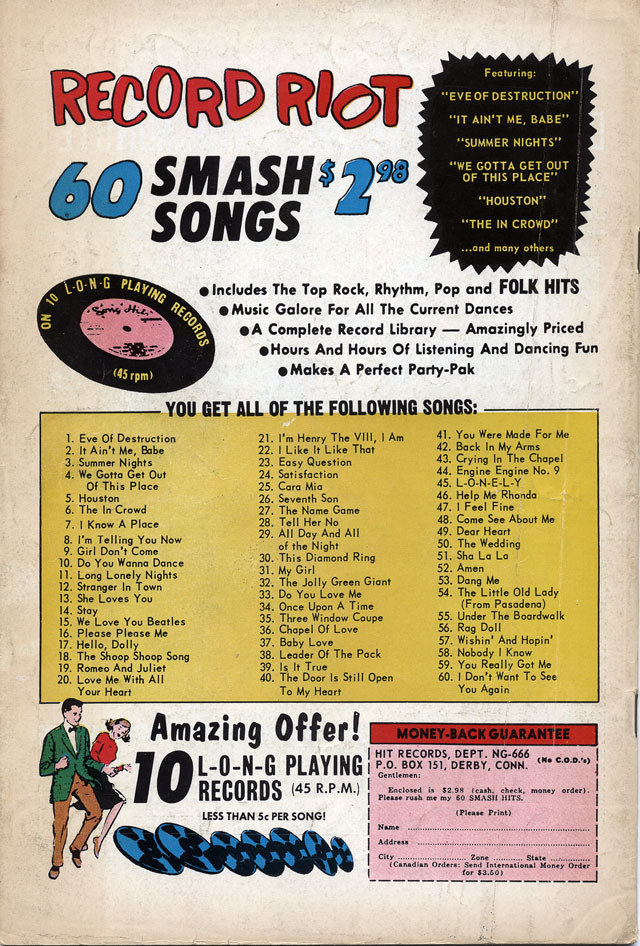 RECORD RIOT
60 SMASH SONGS $2.98
Featuring:
"EVE OF DESTRUCTION"
"IT AIN'T ME, BABE"
"SUMMER NIGHTS"
"WE GOTTA GET OUT
OF THIS PLACE"
"HOUSTON"
"THE IN CROWD"
...and many others
ON 10 L-O-N-G PLAYING RECORDS
Song Hits
(45 rpm)
●Includes The Top Rock, Rhythm, Pop and FOLK HITS
●Music Galore For All The Current Dances
●A Complete Record Library — Amazingly Priced
●Hours And Hours Of Listening And Dancing Fun
●Makes A Perfect Party-Pak
YOU GET ALL OF THE FOLLOWING SONGS:
1. Eve Of Destruction
2. It Ain't Me, Babe
3. Summer Nights
4. We Gotta Get Out
Of This Place
5. Houston
6. The In Crowd
7. I Know A Place
8. I'm Telling You Now
9. Girl Don't Come
10. Do You Wanna Dance
11. Long Lonely Nights
12. Stranger In Town
13. She Loves You
14. Stay
15. We Love You Beatles
16. Please Please Me
17. Hello, Dolly
18. The Shoop Shoop Song
19. Romeo And Juliet
20. Love Me With All
Your Heart
21. I'm Henry The VIII, I Am
22. I Like It Like That
23. Easy Question
24. Satisfaction
25. Cara Mia
26. Seventh Son
27. The Name Game
28. Tell Her No
29. All Day And All
of the Night
30. This Diamond Ring
31. My Girl
32. The Jolly Green Giant
33. Do You Love Me
34. Once Upon A Time
35. Three Window Coupe
36. Chapel Of Love
37. Baby Love
38. Leader Of The Pack
39. Is It True
40. The Door Is Still Open
To My Heart
41. You Were Made For Me
42. Back In My Arms
43. Crying In The Chapel
44. Engine Engine No. 9
45. L-O-N-E-L-Y
46. Help Me Rhonda
47. I Feel Fine
48. Come See About Me
49. Dear Heart
50. The Wedding
51. Sha La La
52. Amen
53. Dang Me
54. The Little Old Lady
(From Pasadena)
55. Under The Boardwalk
56. Rag Doll
57. Wishin' And Hopin'
58. Nobody I Know
59. You Really Got Me
60. I Don't Want To See
You Again
Amazing Offer!
10 L-O-N-G PLAYING
RECORDS (45 R.P.M.)
LESS THAN 5c PER SONG!
MONEY-BACK GUARANTEE
HIT RECORDS, DEPT. NG-666 (No C.O.D.'s)
P.O. BOX 151, DERBY, CONN.
Gentlemen:
Enclosed is $2.98 (cash, check, money order).
Please rush me my 60 SMASH HITS.
(Please Print)
Name
Address
City Zone State
(Canadian Orders: Send International Money Order
for $3.50)